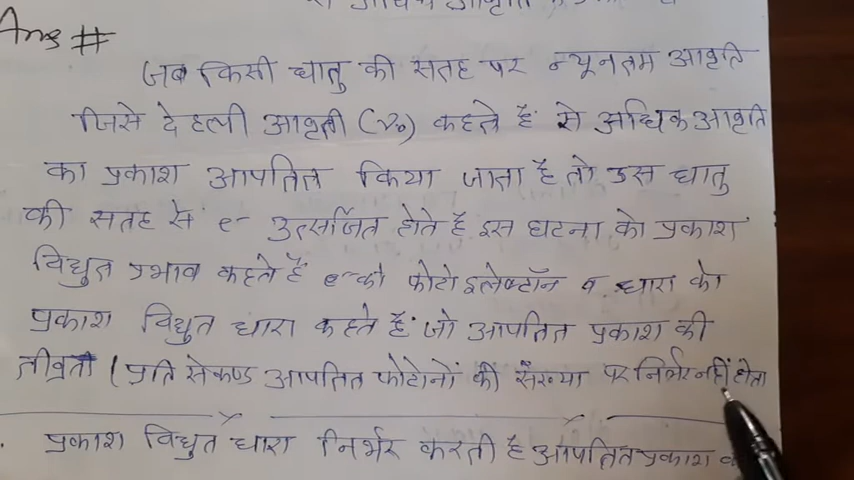 Ans #
जब किसी धातु की सतह पर न्यूनतम आवृति
जिसे देहली आवृती (ν₀) कहते हैं से अधिक आवृति
का प्रकाश आपतित किया जाता है तो उस धातु
की सतह से e- उत्सर्जित होते है इस घटना को प्रकाश
विद्युत प्रभाव कहते हैं e- को फोटो इलेक्ट्रॉन व धारा को
प्रकाश विद्युत धारा कहते हैं जो आपतित प्रकाश की
तीव्रता (प्रति सेकण्ड आपतित फोटोनों की संख्या पर निर्भर नहीं होता
प्रकाश विद्युत धारा निर्भर करती है आपतित प्रकाश